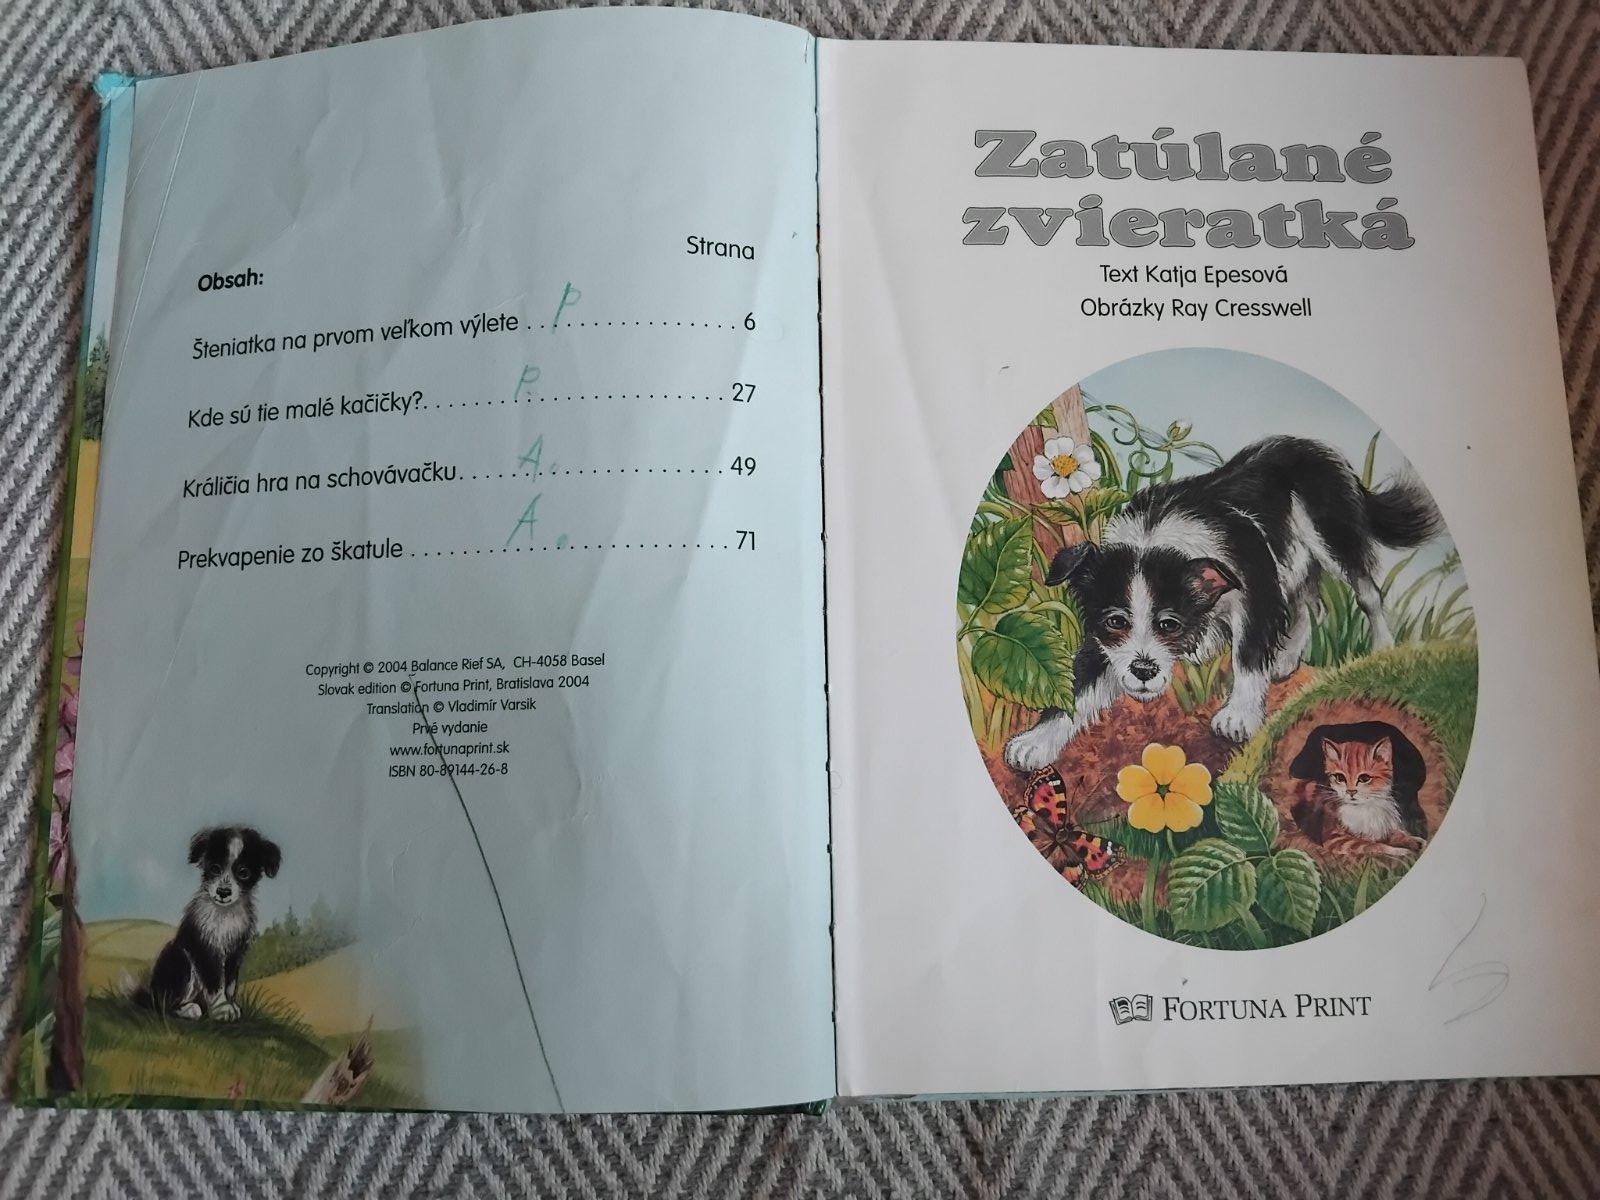 Strana
Obsah:
P
Šteniatka na prvom veľkom výlete . . . . . . . . . . . . . . . . . 6
P.
Kde sú tie malé kačičky?. . . . . . . . . . . . . . . . . . . . . . . . 27
A.
Králičia hra na schovávačku. . . . . . . . . . . . . . . . . . . . . 49
A.
Prekvapenie zo škatule . . . . . . . . . . . . . . . . . . . . . . . . . 71
Copyright © 2004 Balance Rief SA, CH-4058 Basel
Slovak edition © Fortuna Print, Bratislava 2004
Translation © Vladimír Varsik
Prvé vydanie
www.fortunaprint.sk
ISBN 80-89144-26-8
Zatúlané
zvieratká
Text Katja Epesová
Obrázky Ray Cresswell
FORTUNA PRINT